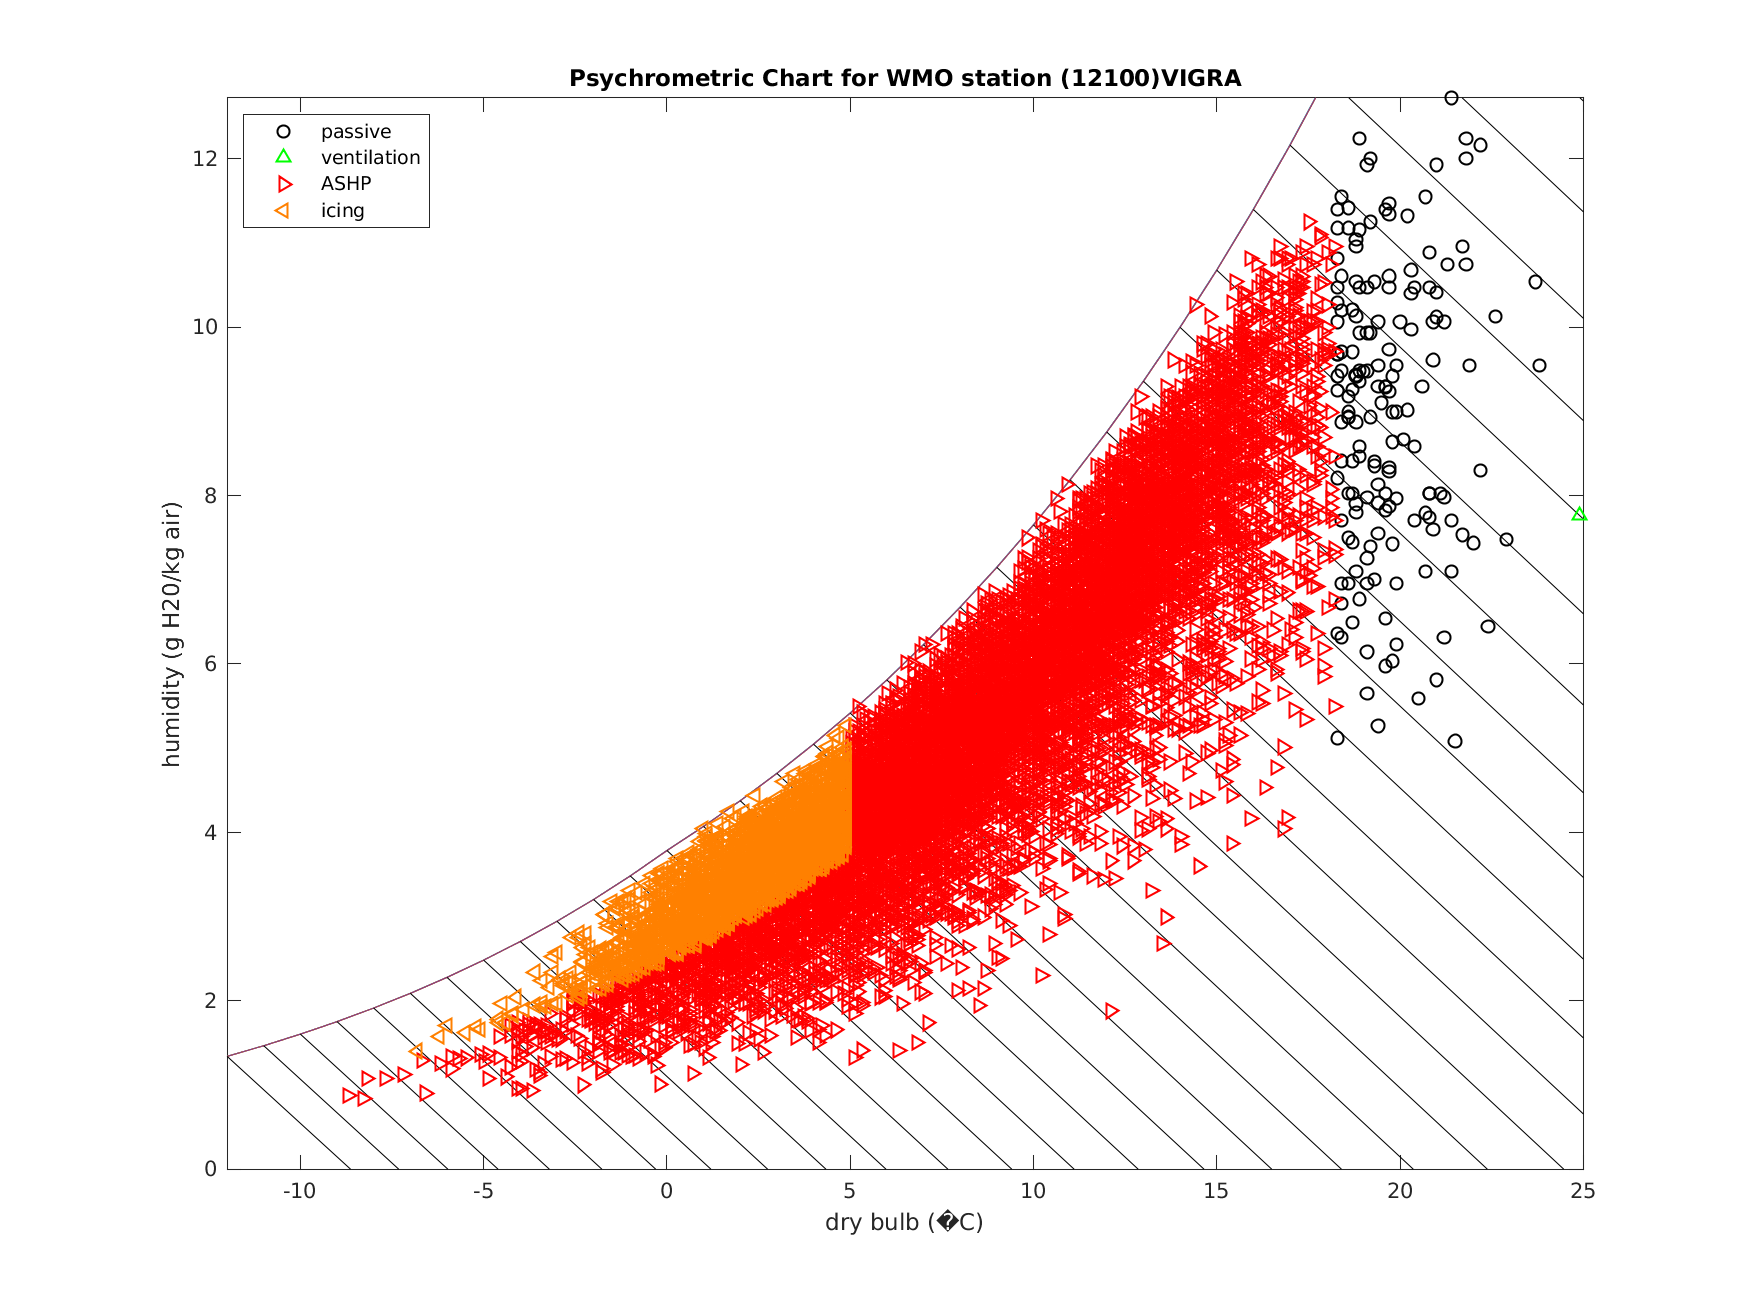 Psychrometric Chart for WMO station (12100)VIGRA
passive
ventilation
ASHP
icing
humidity (g H20/kg air)
12
10
8
6
4
2
0
-10 -5 0 5 10 15 20 25
dry bulb (�C)